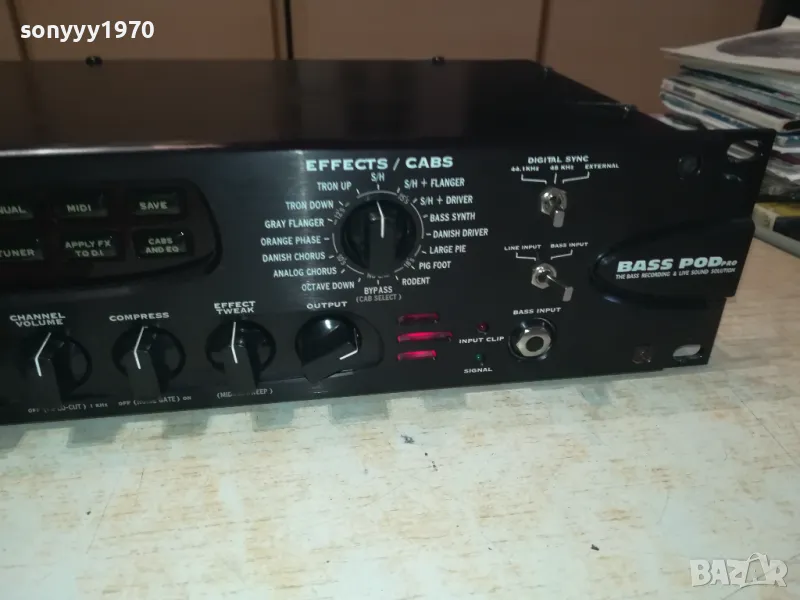 sonyyy1970
EFFECTS / CABS
S/H
TRON UP
S/H + FLANGER
TRON DOWN
S/H + DRIVER
GRAY FLANGER
BASS SYNTH
ORANGE PHASE
DANISH DRIVER
DANISH CHORUS
LARGE PIE
ANALOG CHORUS
PIG FOOT
OCTAVE DOWN
RODENT
BYPASS
(CAB SELECT)
DIGITAL SYNC
44.1KHz 48 KHz EXTERNAL
LINE INPUT BASS INPUT
BASS POD PRO
THE BASS RECORDING & LIVE SOUND SOLUTION
MIDI SAVE
TUNER
APPLY FX
TO D.I.
CABS
AND EQ
CHANNEL
VOLUME
COMPRESS
EFFECT
TWEAK
OUTPUT
INPUT CLIP
SIGNAL
BASS INPUT
BAZAR